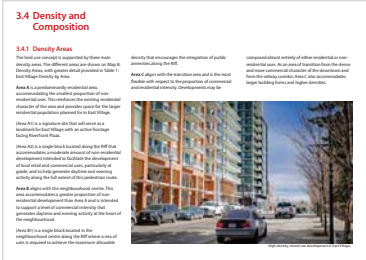 3.4 Density and
Composition
3.4.1 Density Areas
The land use concept is supported by three main
density areas. The different areas are shown on Map 8:
Density Areas, with greater detail provided in Table 1:
East Village Density by Area.
Area A is a predominantly residential area,
accommodating the smallest proportion of non-
residential uses. This reinforces the existing residential
character of the area and provides space for the larger
residential population planned for in East Village.
(Area A1) is a signature site that will serve as a
landmark for East Village with an active frontage
facing Riverfront Plaza.
(Area A2) is a single block located along the Riff that
accommodates a moderate amount of non-residential
development intended to facilitate the development
of local retail and commercial uses, particularly at
grade, and to help generate daytime and evening
activity along the full extent of this pedestrian route.
Area B aligns with the neighbourhood centre. This
area accommodates a greater proportion of non-
residential development than Area A and is intended
to support a level of commercial intensity that
generates daytime and evening activity at the heart of
the neighbourhood.
(Area B1) is a single block located in the
neighbourhood centre along the Riff where a mix of
uses is required to achieve the maximum allowable
density that encourages the integration of public
amenities along the Riff.
Area C aligns with the transition area and is the most
flexible with respect to the proportion of commercial
and residential intensity. Developments may be
composed almost entirely of either residential or non-
residential uses. As an area of transition from the dense
and more commercial character of the downtown and
from the railway corridor, Area C also accommodates
larger building forms and higher densities.
High density, mixed-use development in East Village.